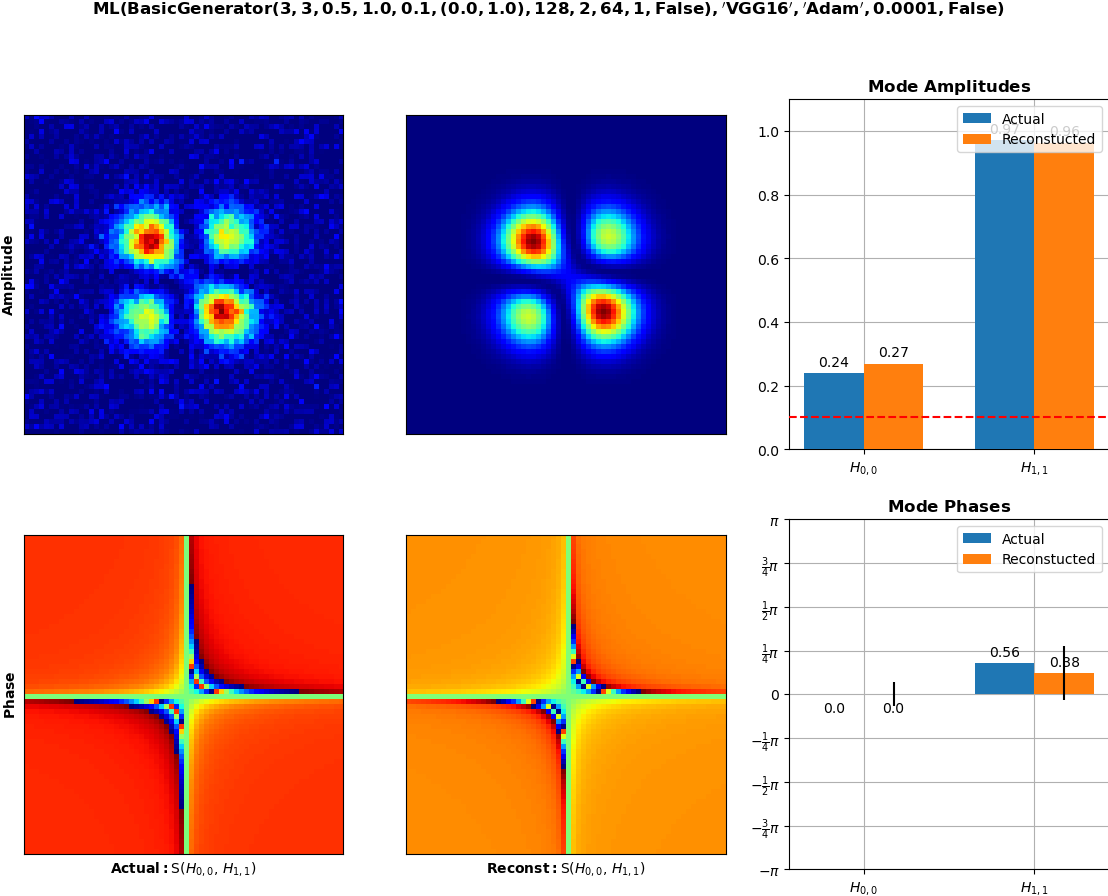 ML(BasicGenerator(3, 3, 0.5, 1.0, 0.1, (0.0, 1.0), 128, 2, 64, 1, False), 'VGG16', 'Adam', 0.0001, False)
Amplitude
Mode Amplitudes
Actual
Reconstucted
1.0
0.8
0.6
0.4
0.2
0.0
0.97
0.96
0.24
0.27
H0,0
H1,1
Phase
Actual: S(H0,0, H1,1)
Reconst: S(H0,0, H1,1)
Mode Phases
Actual
Reconstucted
π
3/4π
1/2π
1/4π
0
−1/4π
−1/2π
−3/4π
−π
0.0
0.0
0.56
0.38
H0,0
H1,1